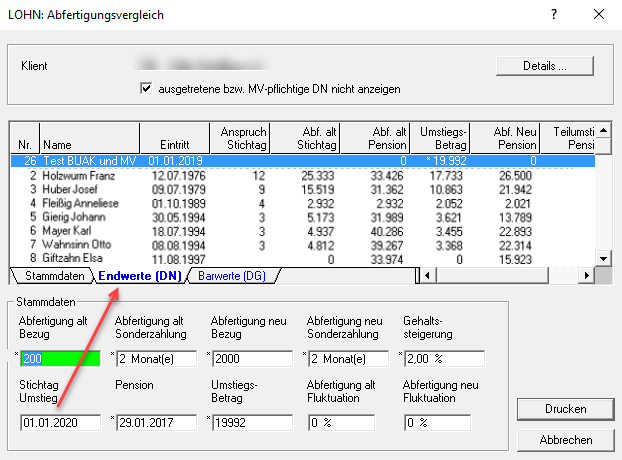 LOHN: Abfertigungsvergleich ?
Klient Details ...
ausgetretene bzw. MV-pflichtige DN nicht anzeigen
Anspruch Abf. alt Abf. alt Umstiegs- Abf. Neu Teilumstie
Nr. Name Eintritt Stichtag Stichtag Pension Betrag Pension Pensi
26 Test BUAK und MV 01.01.2019 0 * 19.992 0
2 Holzwurm Franz 12.07.1976 12 25.333 33.426 17.733 26.500
3 Huber Josef 09.07.1979 9 15.519 31.362 10.863 21.942
4 Fleißig Anneliese 01.10.1989 4 2.932 2.932 2.052 2.021
5 Gierig Johann 30.05.1994 3 5.173 31.989 3.621 13.789
6 Mayer Karl 18.07.1994 3 4.937 40.286 3.455 22.893
7 Wahnsinn Otto 08.08.1994 3 4.812 39.267 3.368 22.314
8 Giftzahn Elsa 11.08.1997 0 33.974 0 15.923
Stammdaten Endwerte (DN) Barwerte (DG)
Stammdaten
Abfertigung alt Abfertigung alt Abfertigung neu Abfertigung neu Gehalts-
Bezug Sonderzahlung Bezug Sonderzahlung steigerung
* 200 * 2 Monat(e) * 2000 * 2 Monat(e) * 2,00 %
Stichtag Pension Umstiegs- Abfertigung alt Abfertigung neu
Umstieg Betrag Fluktuation Fluktuation
01.01.2020 * 29.01.2017 * 19992 0 % 0 %
Drucken
Abbrechen